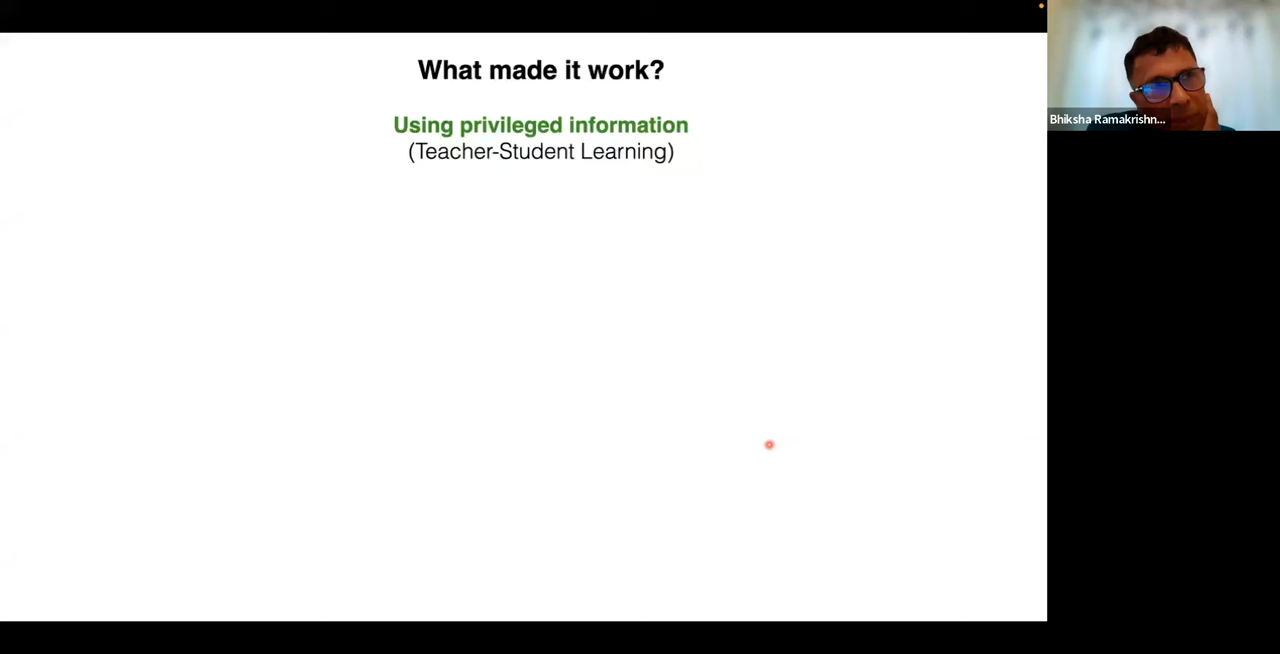 What made it work?
Using privileged information
(Teacher-Student Learning)
Bhiksha Ramakrishn...